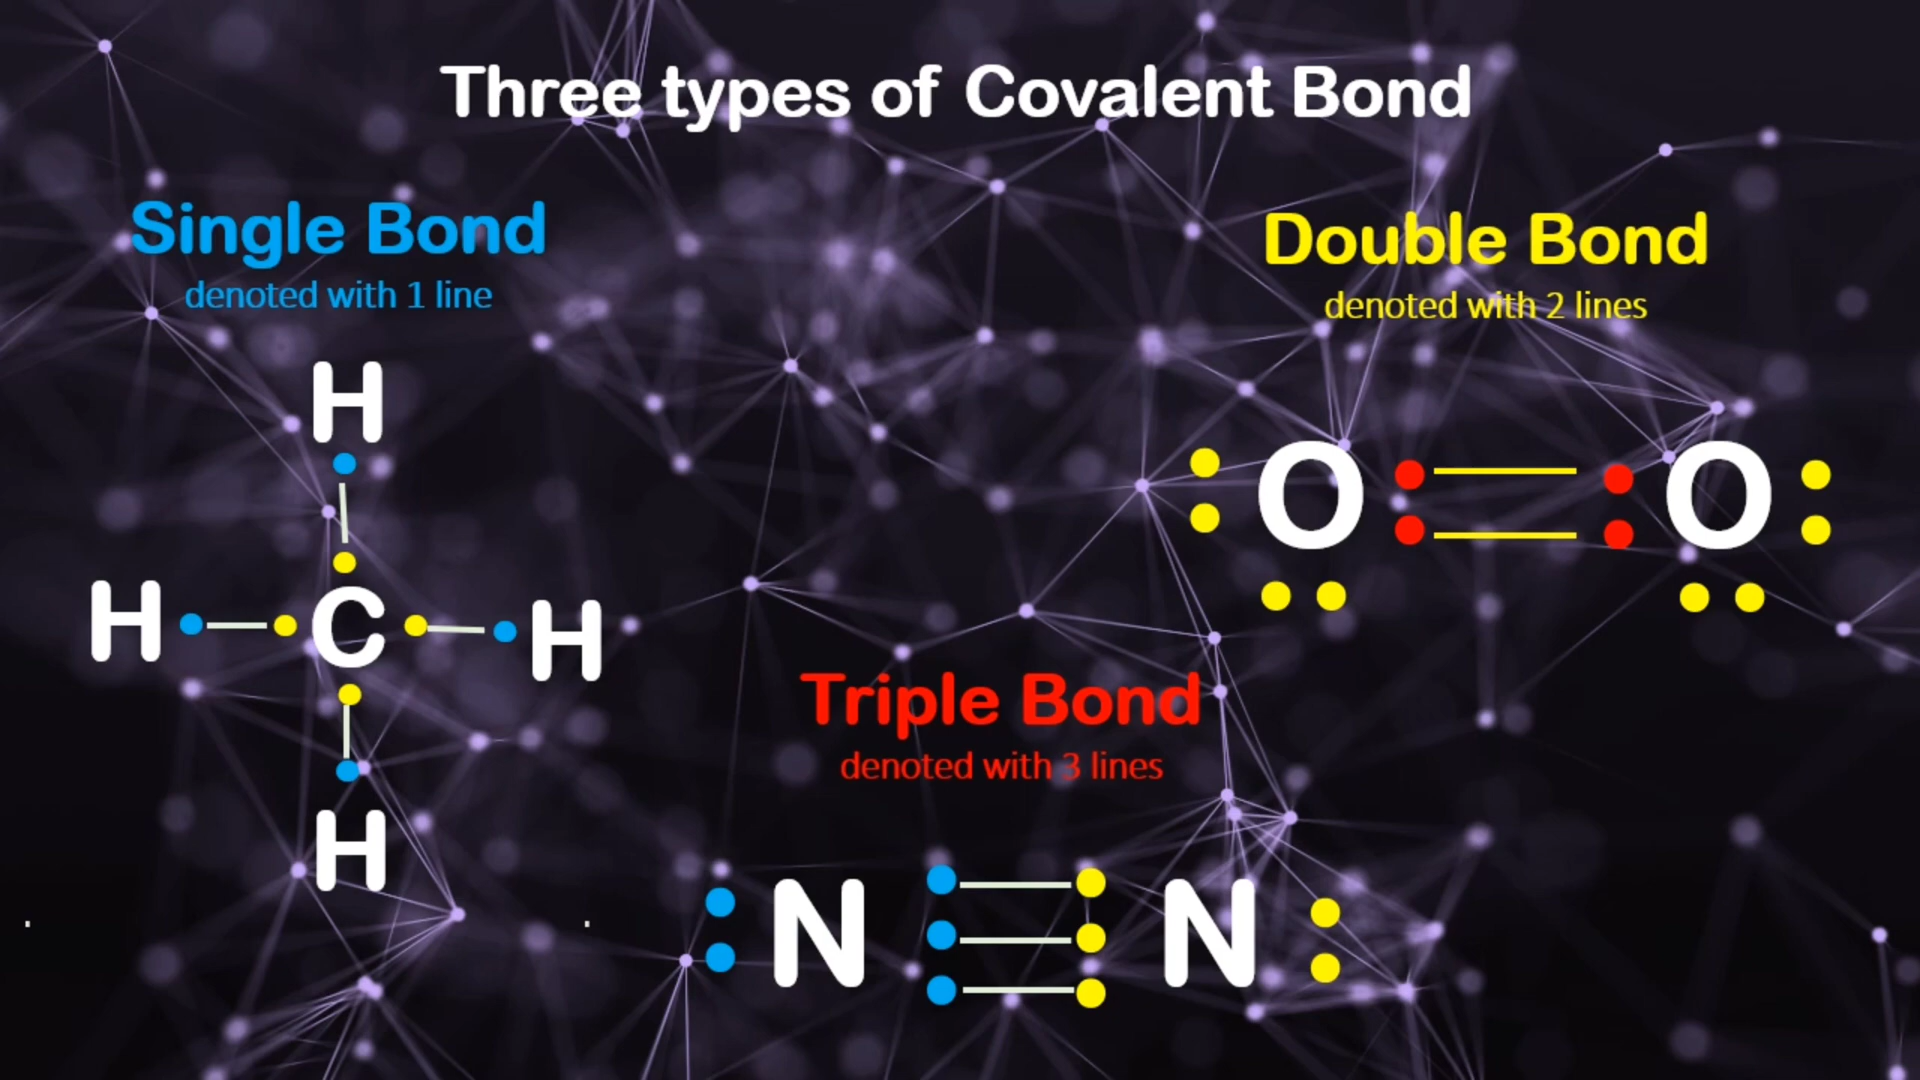 Three types of Covalent Bond
Single Bond
denoted with 1 line
H
H C H
H
Double Bond
denoted with 2 lines
O O
Triple Bond
denoted with 3 lines
N N